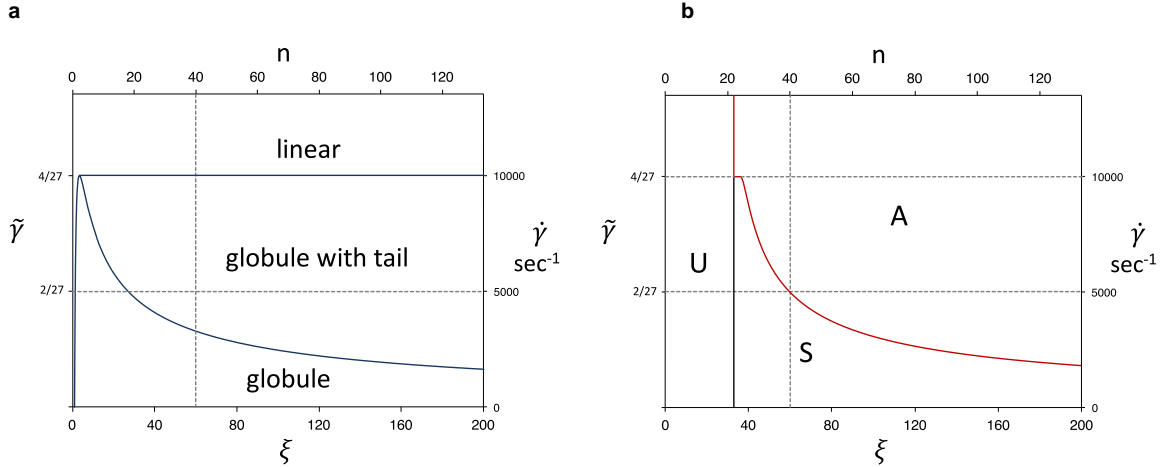 a
n
0 20 40 60 80 100 120
linear
4/27 10000
γ̃
globule with tail
γ̇
sec-1
2/27 5000
globule
0
0 40 80 120 160 200
ξ
b
n
0 20 40 60 80 100 120
4/27 10000
A
γ̃
U
γ̇
sec-1
2/27 5000
S
0
0 40 80 120 160 200
ξ